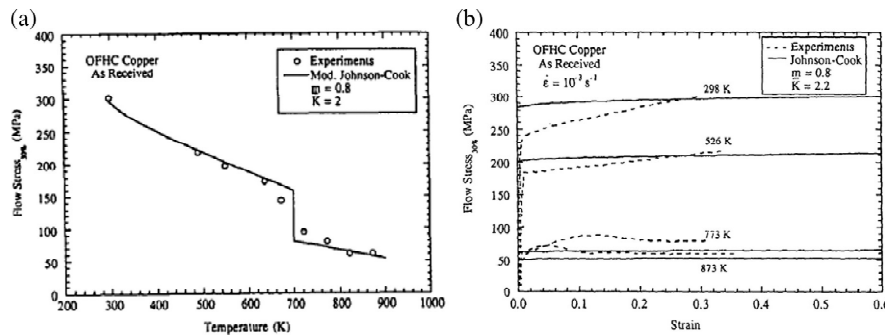 (a)
400
350
300
250
200
150
100
50
0
Flow Stress30% (MPa)
OFHC Copper
As Received
Experiments
Mod. Johnson-Cook
m = 0.8
K = 2
200 300 400 500 600 700 800 900 1000
Temperature (K)
(b)
400
350
300
250
200
150
100
50
0
Flow Stress30% (MPa)
OFHC Copper
As Received
ε̇ = 10⁻³ s⁻¹
Experiments
Johnson-Cook
m = 0.8
K = 2.2
298 K
526 K
773 K
873 K
0.0 0.1 0.2 0.3 0.4 0.5 0.6
Strain